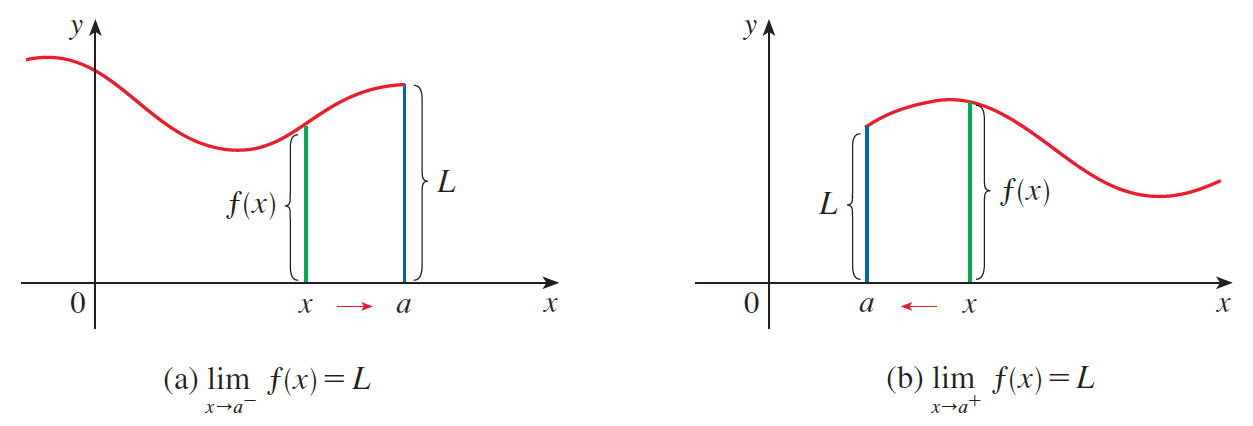 y
L
f(x)
0
x → a
x
(a) lim f(x) = L
x→a⁻
y
L
f(x)
0
a ← x
x
(b) lim f(x) = L
x→a⁺